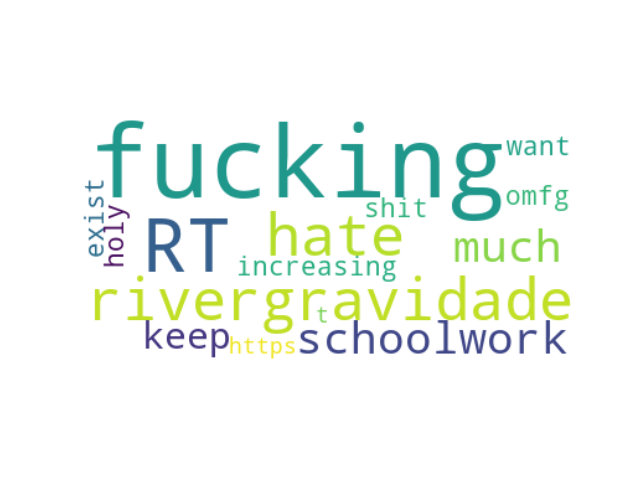 fucking
want
exist
holy
omfg
shit
RT
hate
much
increasing
rivergravidade
t
keep
https
schoolwork